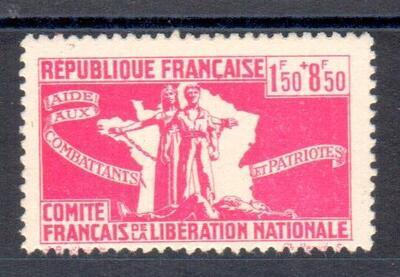 RÉPUBLIQUE FRANÇAISE
1F50 + 8F50
AIDE
AUX
COMBATTANTS
ET PATRIOTES
COMITÉ
FRANÇAIS DE LA LIBÉRATION NATIONALE